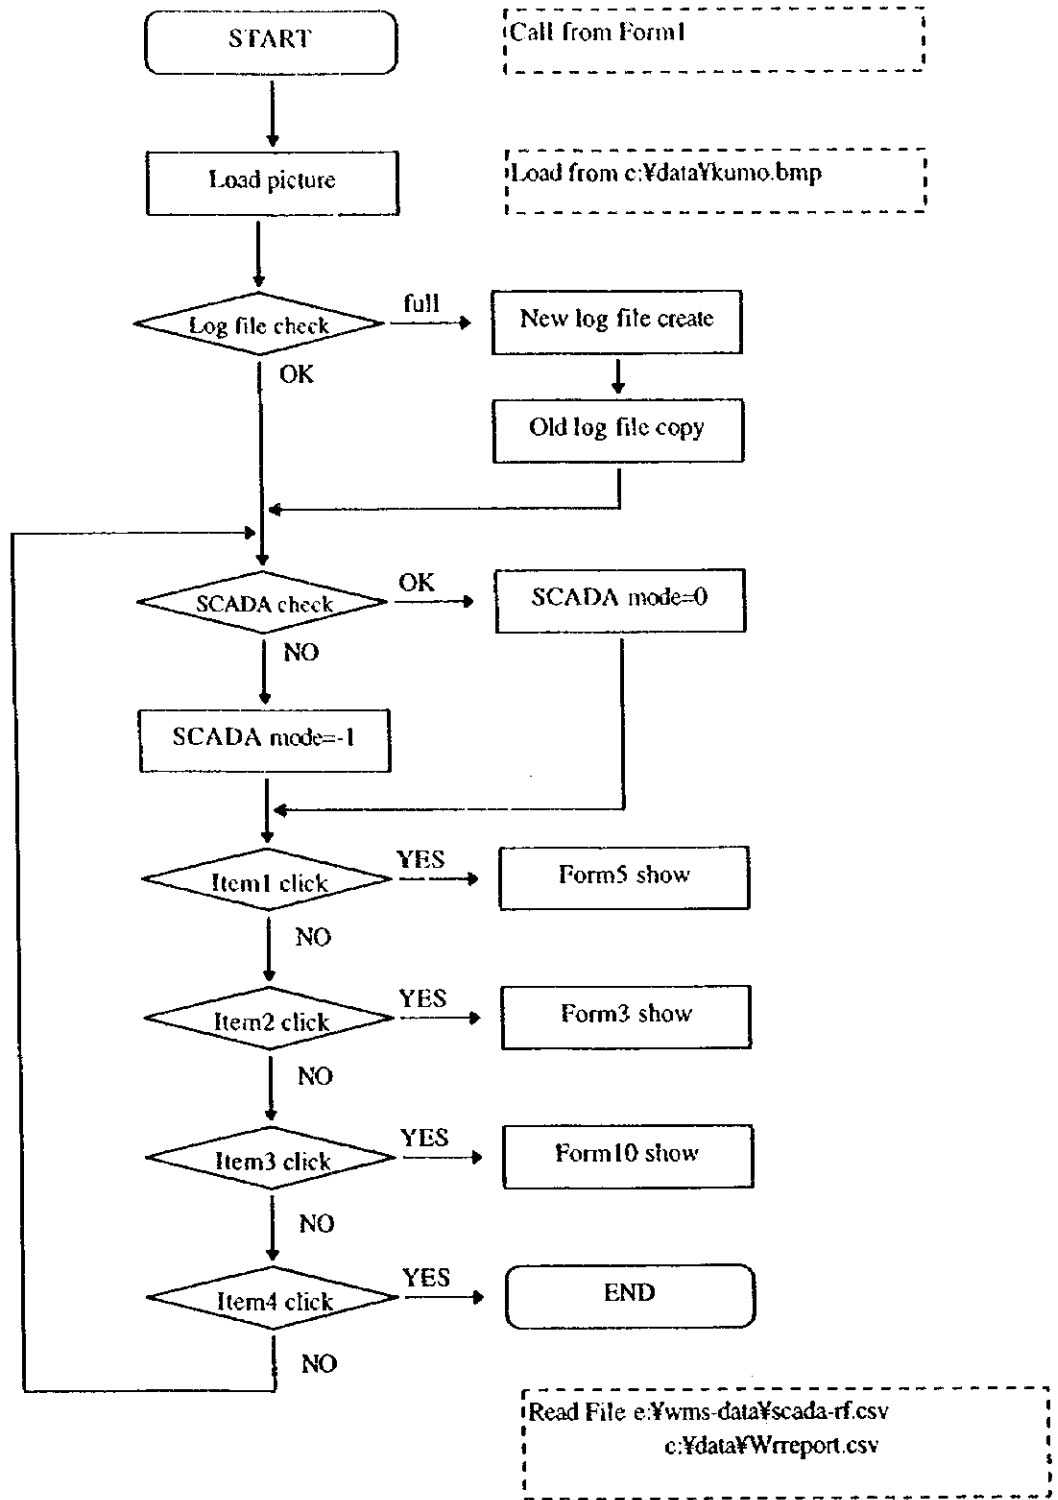 START
Call from Form1
Load picture
Load from c:¥data¥kumo.bmp
Log file check
full
New log file create
OK
Old log file copy
SCADA check
OK
SCADA mode=0
NO
SCADA mode=-1
Item1 click
YES
Form5 show
NO
Item2 click
YES
Form3 show
NO
Item3 click
YES
Form10 show
NO
Item4 click
YES
END
NO
Read File e:¥wms-data¥scada-rf.csv
c:¥data¥Wrreport.csv